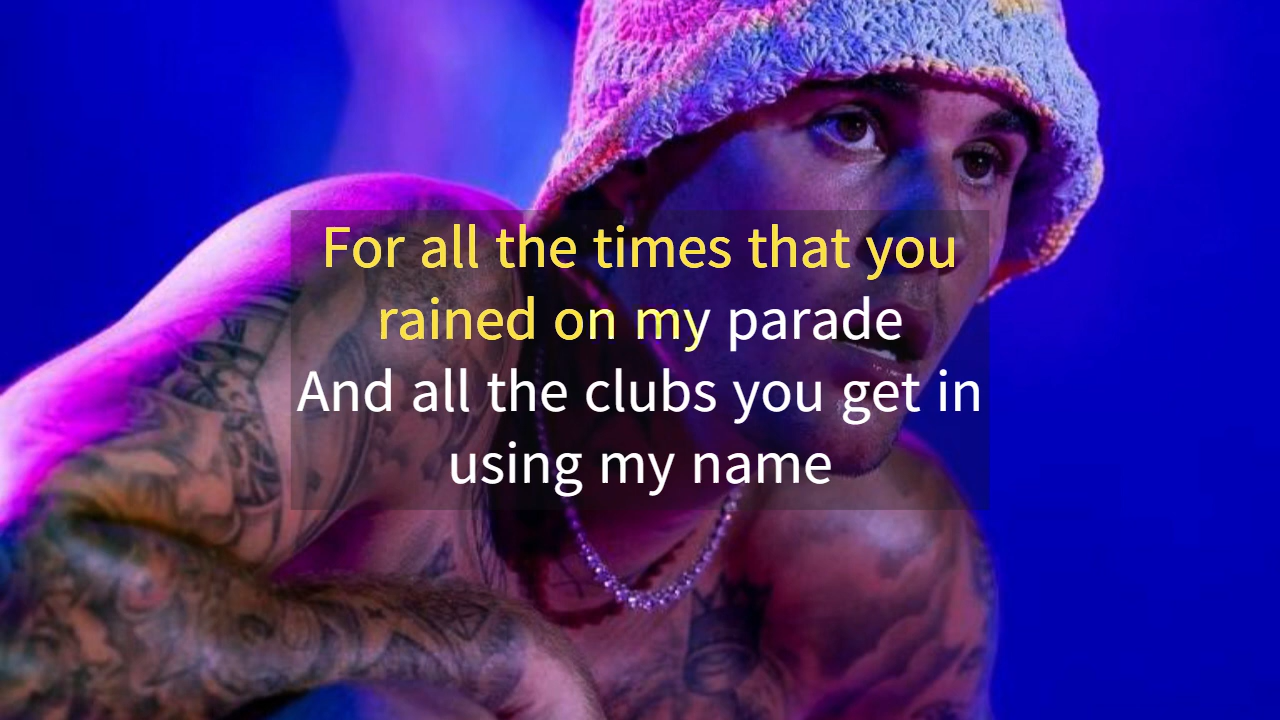 For all the times that you
rained on my parade
And all the clubs you get in
using my name